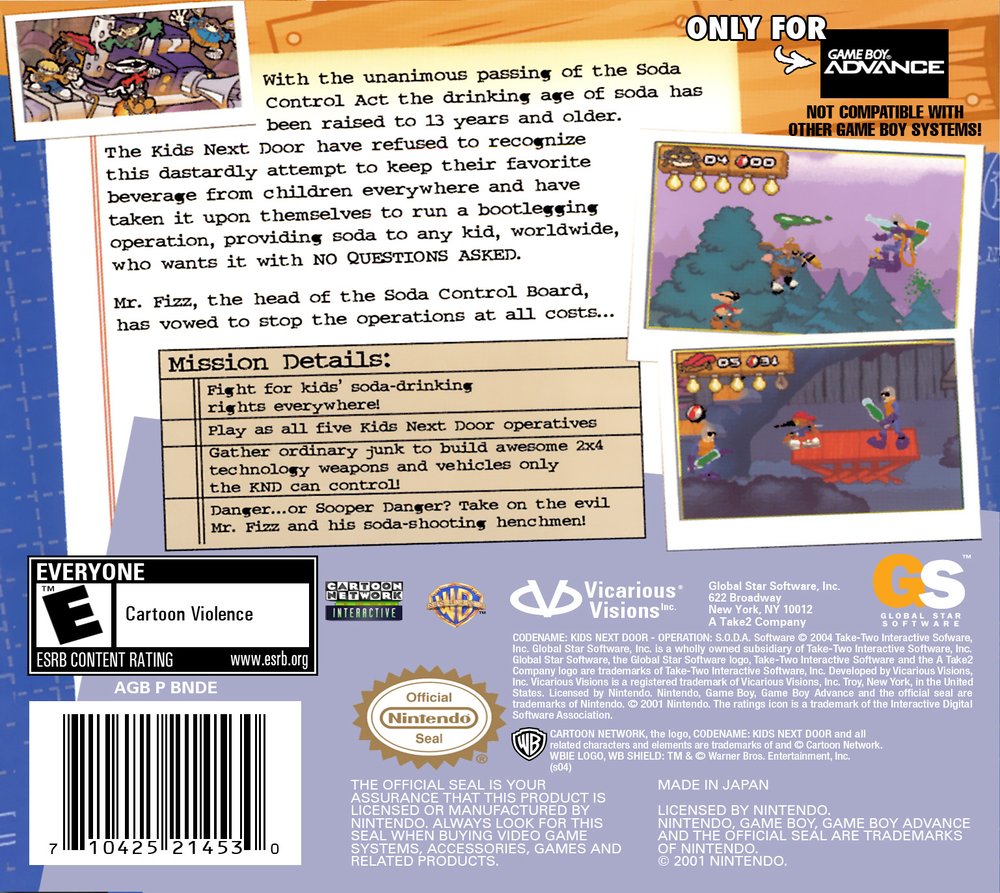 ONLY FOR
GAME BOY®
ADVANCE
NOT COMPATIBLE WITH
OTHER GAME BOY SYSTEMS!
With the unanimous passing of the Soda
Control Act the drinking age of soda has
been raised to 13 years and older.
The Kids Next Door have refused to recognize
this dastardly attempt to keep their favorite
beverage from children everywhere and have
taken it upon themselves to run a bootlegging
operation, providing soda to any kid, worldwide,
who wants it with NO QUESTIONS ASKED.
Mr. Fizz, the head of the Soda Control Board,
has vowed to stop the operations at all costs...
04 00
05 31
Mission Details:
Fight for kids' soda-drinking
rights everywhere!
Play as all five Kids Next Door operatives
Gather ordinary junk to build awesome 2x4
technology weapons and vehicles only
the KND can control!
Danger...or Sooper Danger? Take on the evil
Mr. Fizz and his soda-shooting henchmen!
EVERYONE
E™
Cartoon Violence
ESRB CONTENT RATING www.esrb.org
AGB P BNDE
7 10425 21453 0
CARTOON
NETWORK
INTERACTIVE
WB
Vicarious®
Visions Inc.
Global Star Software, Inc.
622 Broadway
New York, NY 10012
A Take2 Company
GS™
GLOBAL STAR
SOFTWARE
CODENAME: KIDS NEXT DOOR - OPERATION: S.O.D.A. Software © 2004 Take-Two Interactive Software,
Inc. Global Star Software, Inc. is a wholly owned subsidiary of Take-Two Interactive Software, Inc.
Global Star Software, the Global Star Software logo, Take-Two Interactive Software and the A Take2
Company logo are trademarks of Take-Two Interactive Software, Inc. Developed by Vicarious Visions,
Inc. Vicarious Visions is a registered trademark of Vicarious Visions, Inc. Troy, New York, in the United
States. Licensed by Nintendo. Nintendo, Game Boy, Game Boy Advance and the official seal are
trademarks of Nintendo. © 2001 Nintendo. The ratings icon is a trademark of the Interactive Digital
Software Association.
Official
Nintendo®
Seal
®
WB
CARTOON NETWORK, the logo, CODENAME: KIDS NEXT DOOR and all
related characters and elements are trademarks of and © Cartoon Network.
WBIE LOGO, WB SHIELD: TM & © Warner Bros. Entertainment, Inc.
(s04)
THE OFFICIAL SEAL IS YOUR
ASSURANCE THAT THIS PRODUCT IS
LICENSED OR MANUFACTURED BY
NINTENDO. ALWAYS LOOK FOR THIS
SEAL WHEN BUYING VIDEO GAME
SYSTEMS, ACCESSORIES, GAMES AND
RELATED PRODUCTS.
MADE IN JAPAN
LICENSED BY NINTENDO.
NINTENDO, GAME BOY, GAME BOY ADVANCE
AND THE OFFICIAL SEAL ARE TRADEMARKS
OF NINTENDO.
© 2001 NINTENDO.